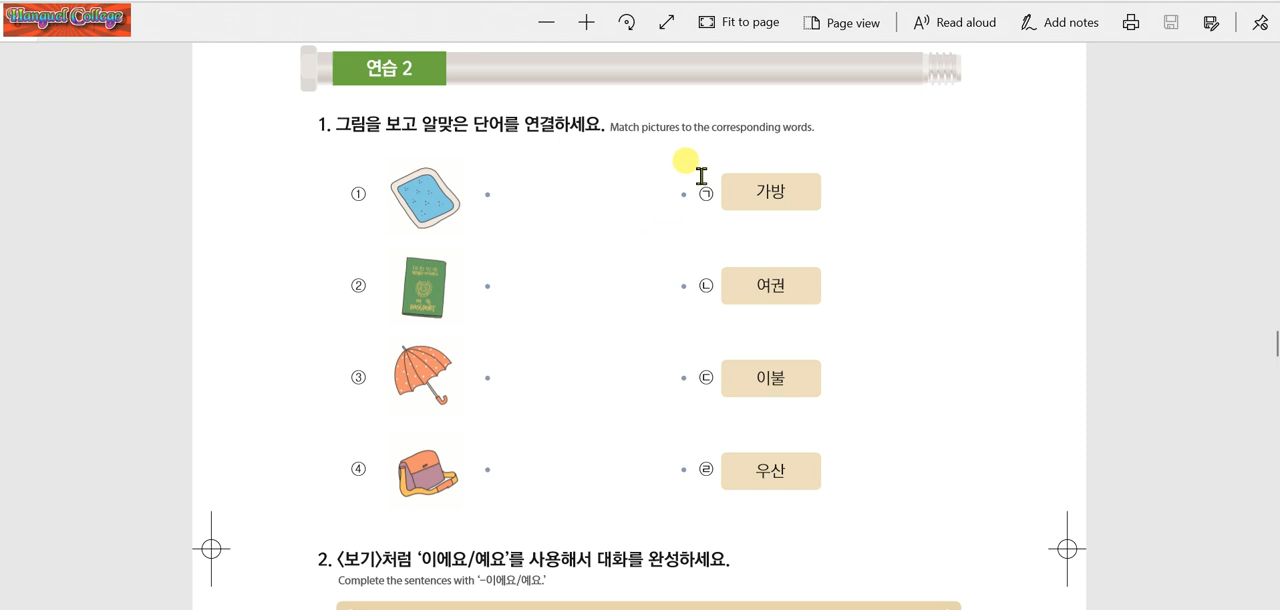 Hanguel College
Fit to page
Page view
Read aloud
Add notes
연습 2
1. 그림을 보고 알맞은 단어를 연결하세요. Match pictures to the corresponding words.
① ㉠ 가방
② ㉡ 여권
③ ㉢ 이불
④ ㉣ 우산
2. <보기>처럼 ‘이에요/예요’를 사용해서 대화를 완성하세요.
Complete the sentences with ‘-이에요/예요.’